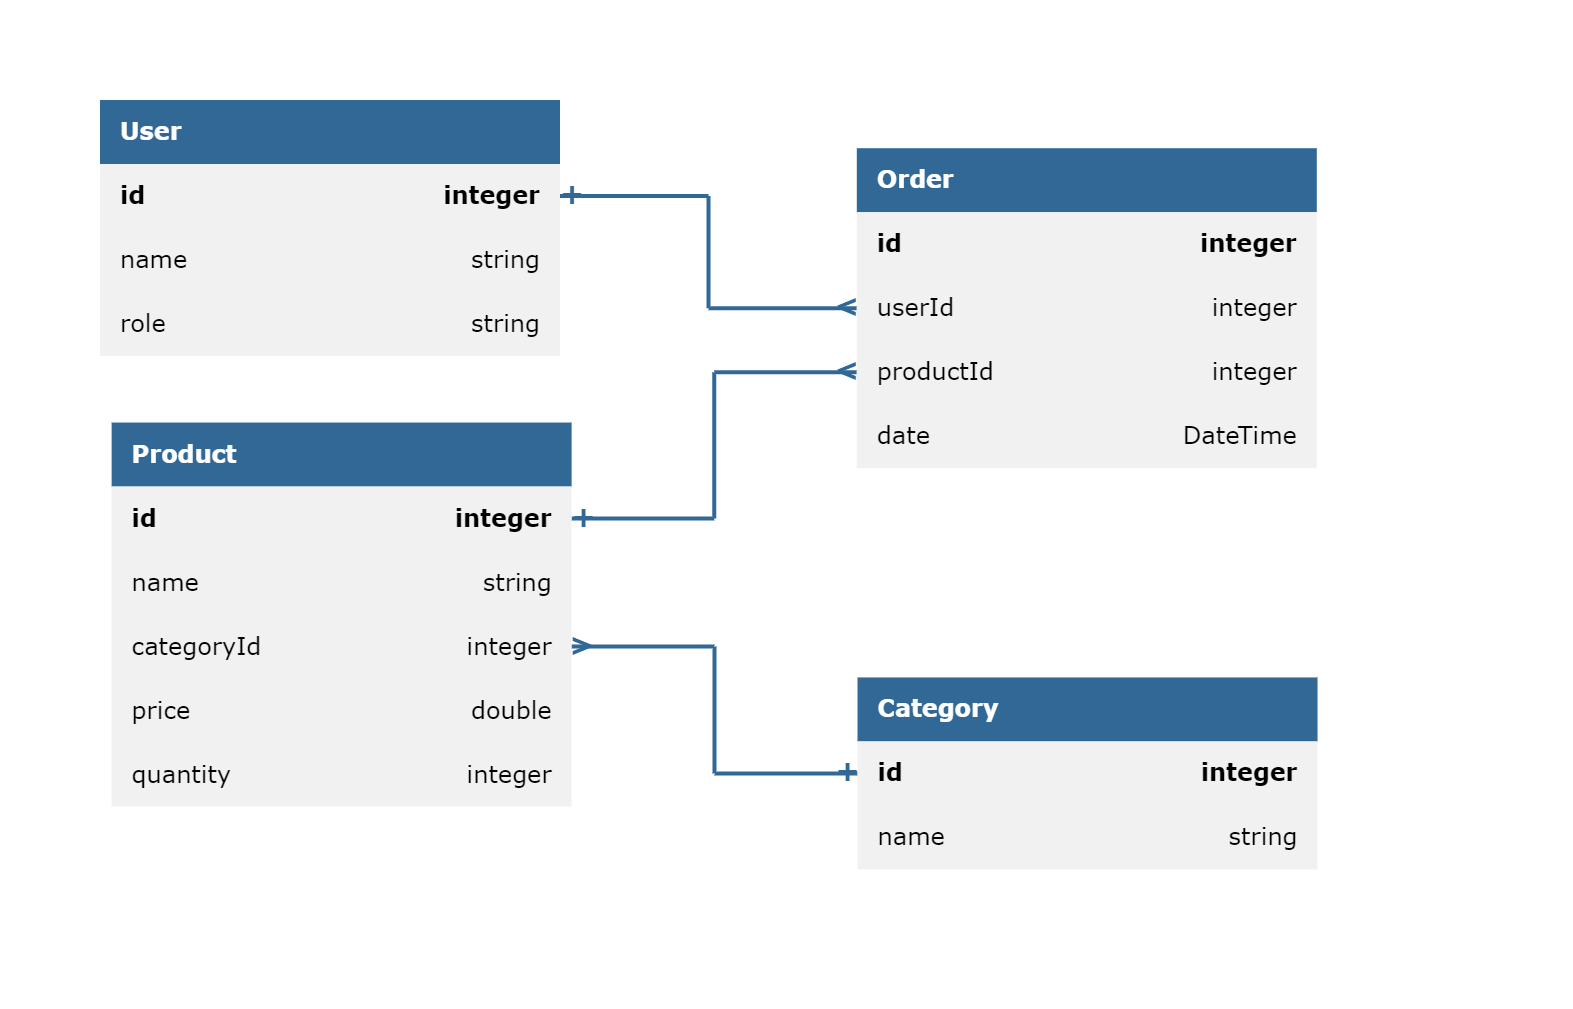 User
id integer
name string
role string
Order
id integer
userId integer
productId integer
date DateTime
Product
id integer
name string
categoryId integer
price double
quantity integer
Category
id integer
name string